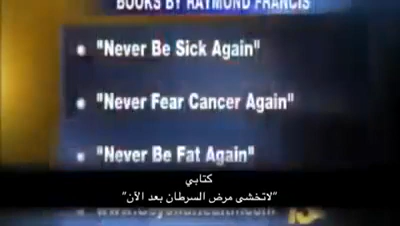 BOOKS BY RAYMOND FRANCIS
• "Never Be Sick Again"
• "Never Fear Cancer Again"
• "Never Be Fat Again"
كتابي
"لاتخشى مرض السرطان بعد الآن"